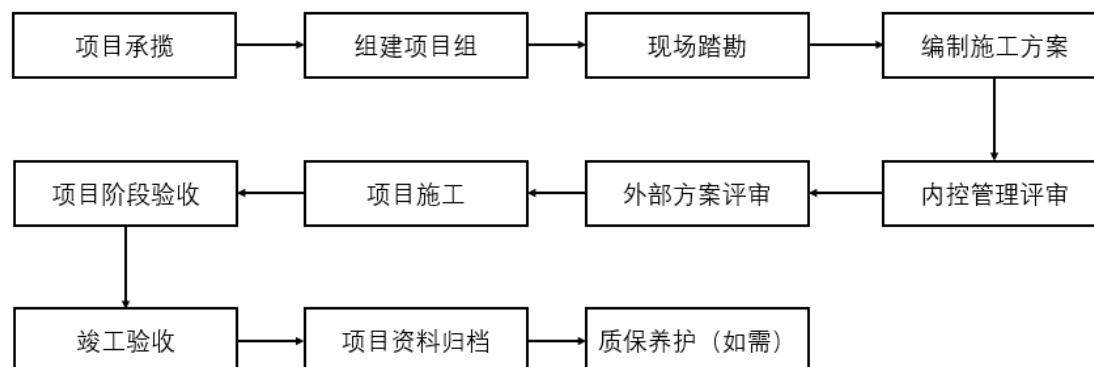 项目承揽
组建项目组
现场踏勘
编制施工方案
项目阶段验收
项目施工
外部方案评审
内控管理评审
竣工验收
项目资料归档
质保养护（如需）